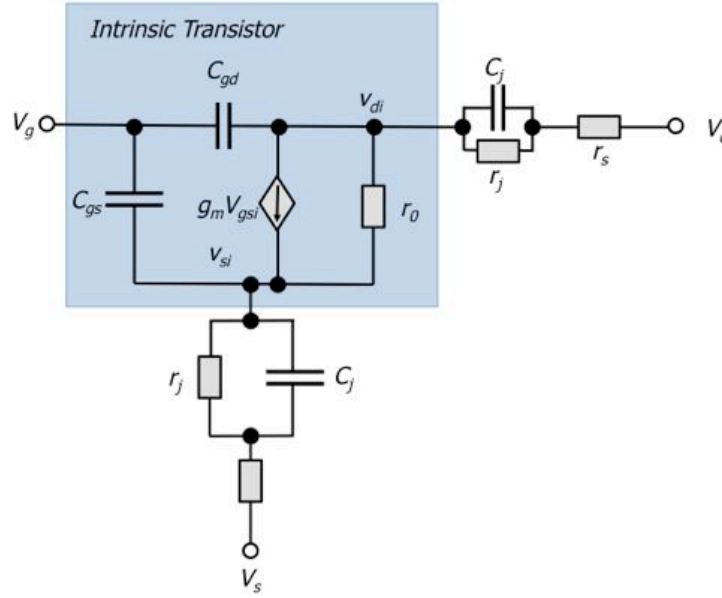 Intrinsic Transistor
C_gd
C_j
v_di
V_g
r_s
r_j
C_gs
g_mV_gsi
r_0
v_si
r_j
C_j
V_s